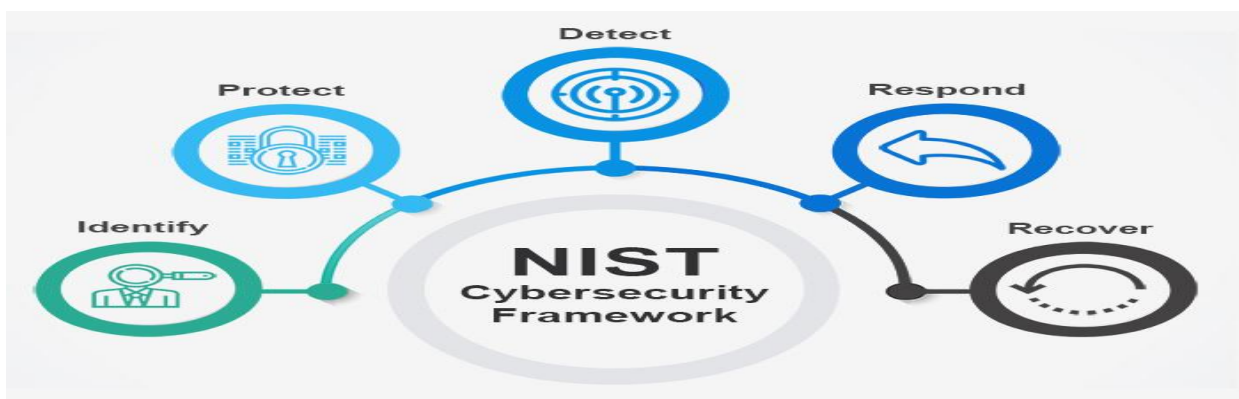 Detect
Protect
Respond
Identify
Recover
NIST
Cybersecurity
Framework